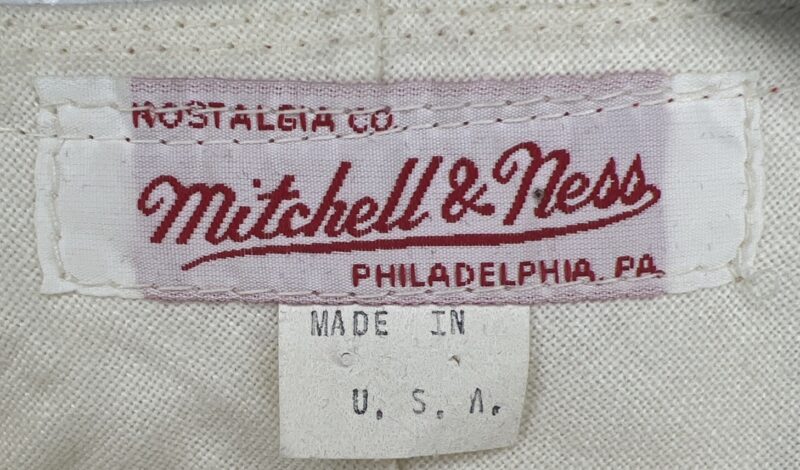 NOSTALGIA CO.
Mitchell & Ness
PHILADELPHIA, PA.
MADE IN
U. S. A.